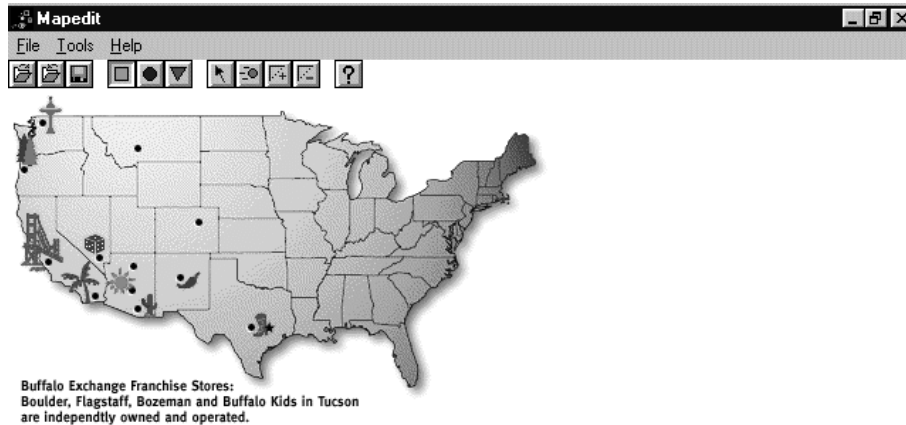 Mapedit
File Tools Help
?
Buffalo Exchange Franchise Stores:
Boulder, Flagstaff, Bozeman and Buffalo Kids in Tucson
are independtly owned and operated.